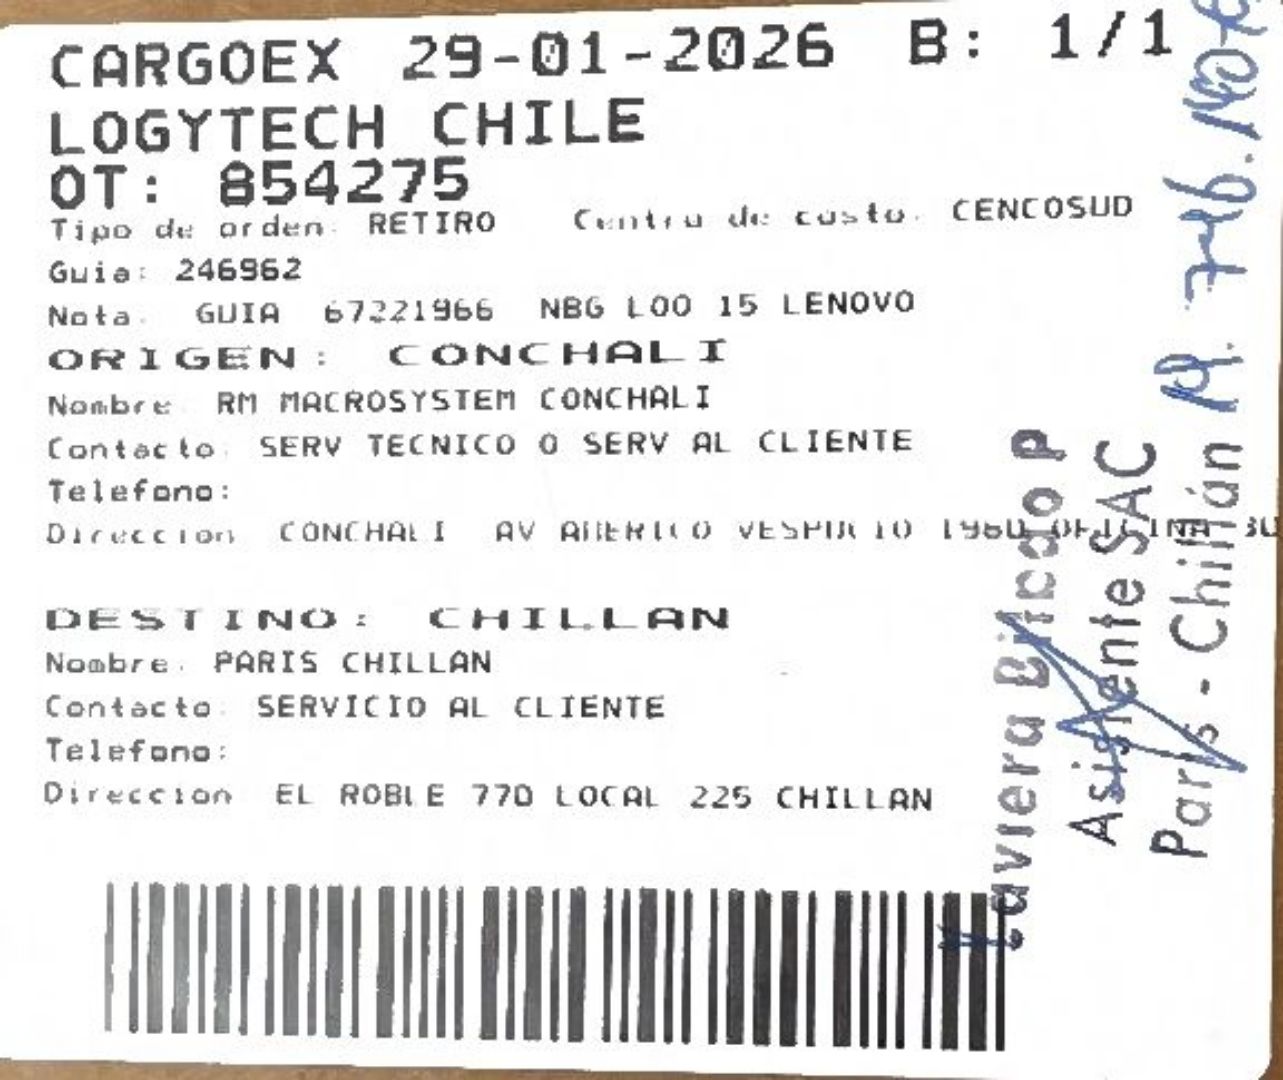 CARGOEX 29-01-2026 B: 1/1
LOGYTECH CHILE
OT: 854275
Tipo de orden: RETIRO Centro de costo: CENCOSUD
Guia: 246962
Nota: GUIA 67221966 NBG LOO 15 LENOVO
ORIGEN: CONCHALI
Nombre: RM MACROSYSTEM CONCHALI
Contacto: SERV TECNICO O SERV AL CLIENTE
Telefono:
Direccion: CONCHALI AV AMERICO VESPUCIO 1960 OFICINA
DESTINO: CHILLAN
Nombre: PARIS CHILLAN
Contacto: SERVICIO AL CLIENTE
Telefono:
Direccion: EL ROBLE 770 LOCAL 225 CHILLAN
Asistente SAC
Paris - Chillán